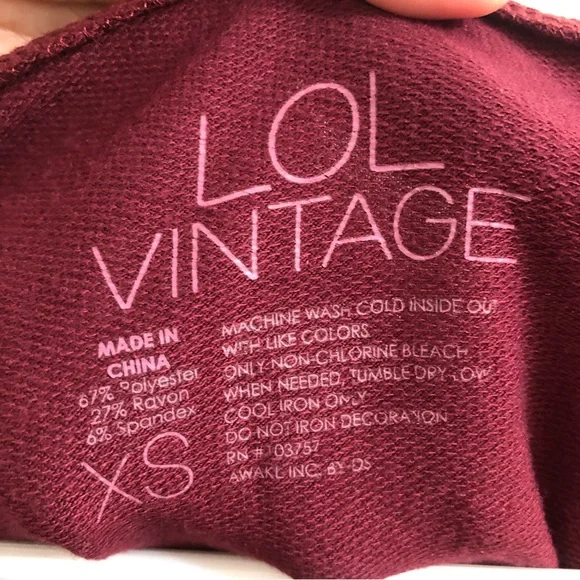 LOL
VINTAGE
MADE IN
CHINA
67% Polyester
27% Rayon
6% Spandex
XS
MACHINE WASH COLD INSIDE OU
WITH LIKE COLORS
ONLY NON-CHLORINE BLEACH
WHEN NEEDED, TUMBLE DRY LOW
COOL IRON ONLY
DO NOT IRON DECORATION
RN # 103757
AWAKE INC. BY DS